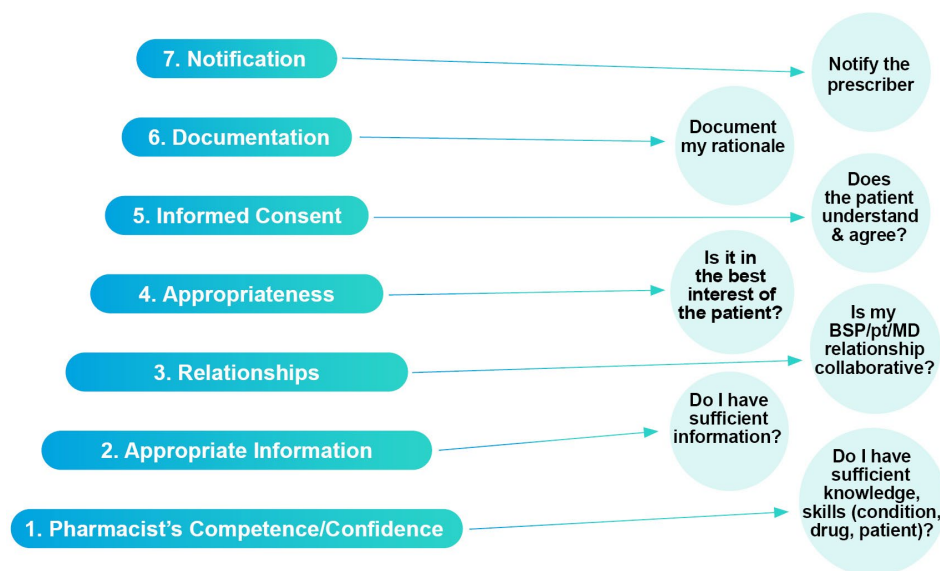 7. Notification
Notify the
prescriber
6. Documentation
Document
my rationale
5. Informed Consent
Does
the patient
understand
& agree?
4. Appropriateness
Is it in
the best
interest of
the patient?
3. Relationships
Is my
BSP/pt/MD
relationship
collaborative?
2. Appropriate Information
Do I have
sufficient
information?
1. Pharmacist's Competence/Confidence
Do I have
sufficient
knowledge,
skills (condition,
drug, patient)?